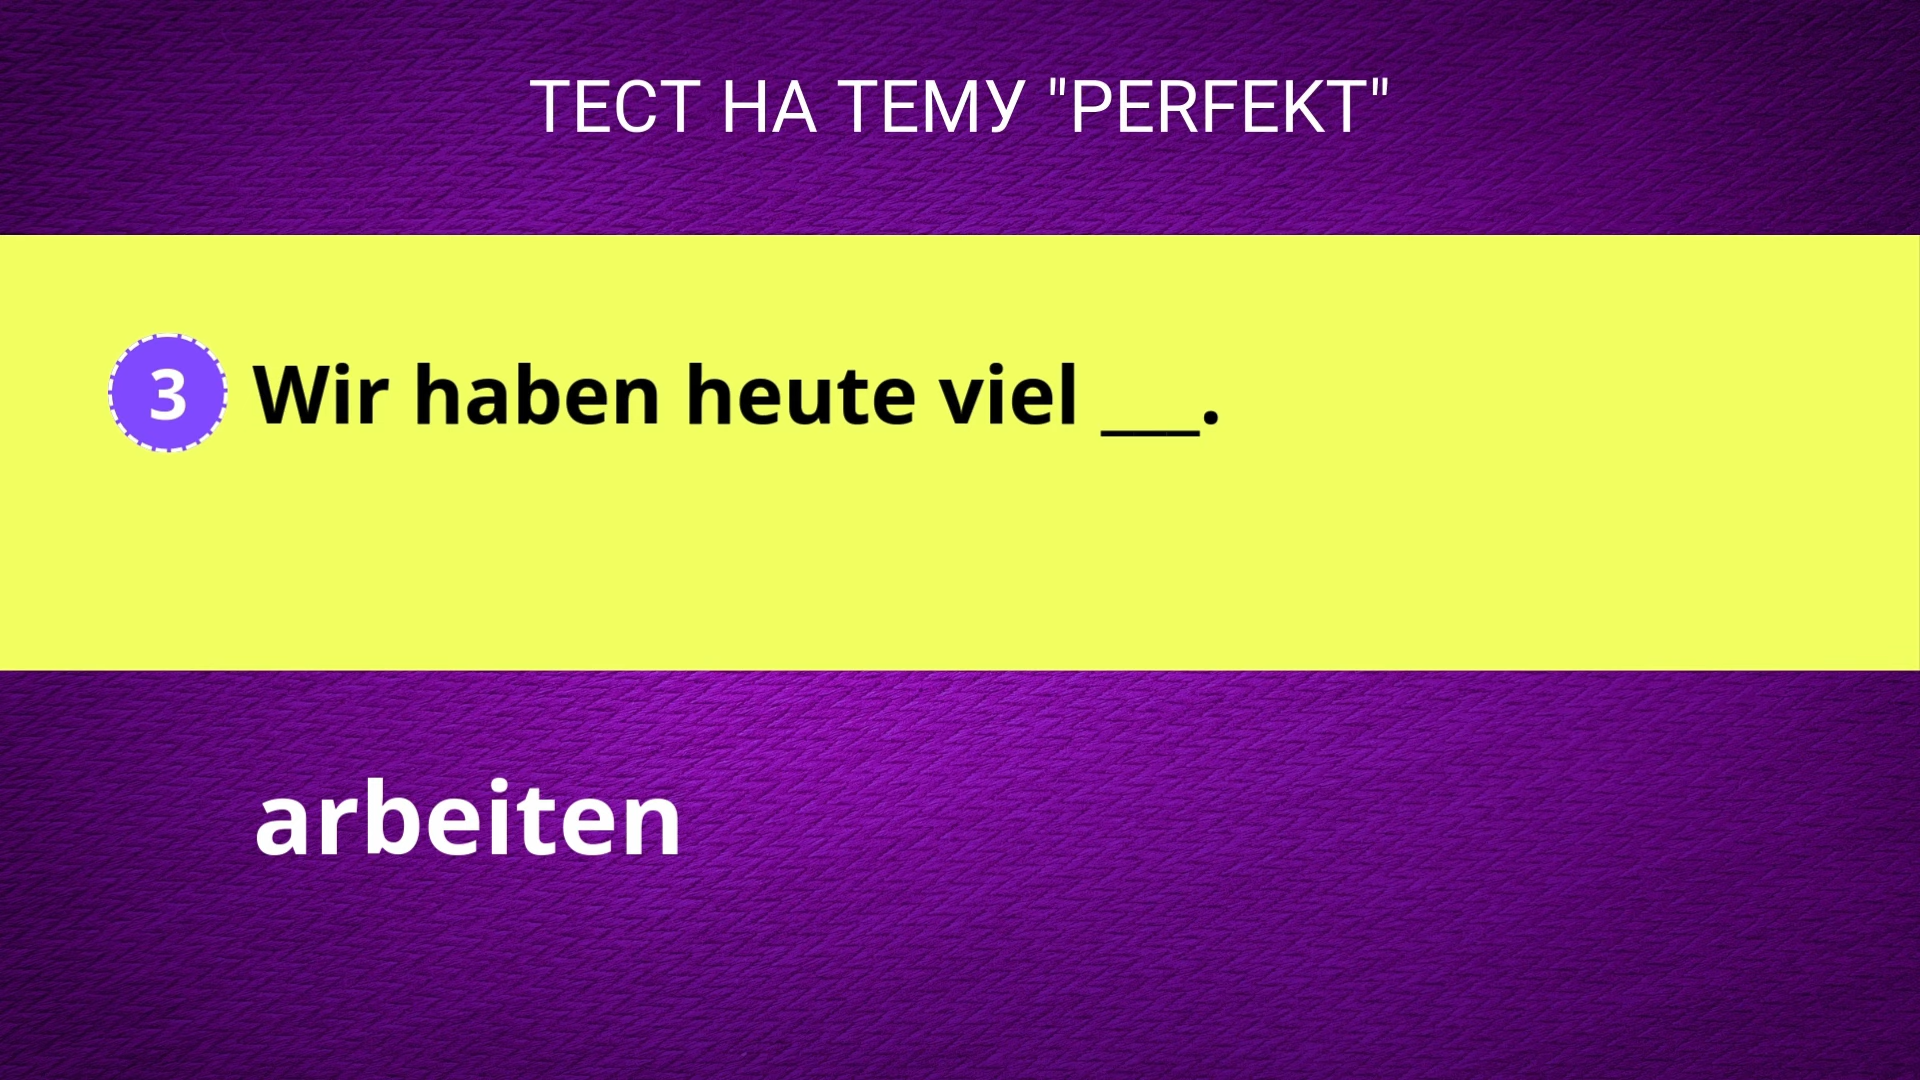 ТЕСТ НА ТЕМУ "PERFEKT"
3 Wir haben heute viel ___.
arbeiten